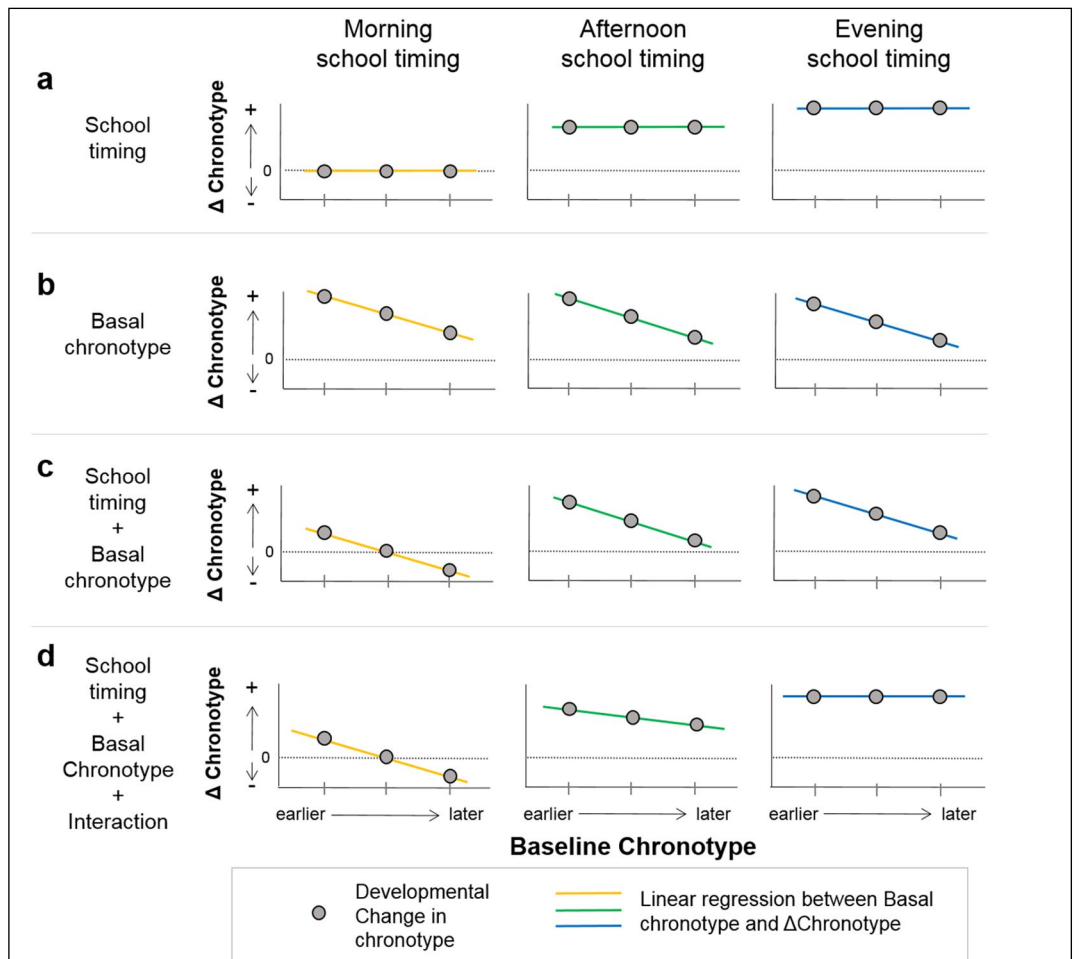 Morning
school timing
Afternoon
school timing
Evening
school timing
a
School
timing
Δ Chronotype
+
0
-
b
Basal
chronotype
Δ Chronotype
+
0
-
c
School
timing
+
Basal
chronotype
Δ Chronotype
+
0
-
d
School
timing
+
Basal
Chronotype
+
Interaction
Δ Chronotype
+
0
-
earlier → later
earlier → later
earlier → later
Baseline Chronotype
Developmental
Change in
chronotype
Linear regression between Basal
chronotype and ΔChronotype